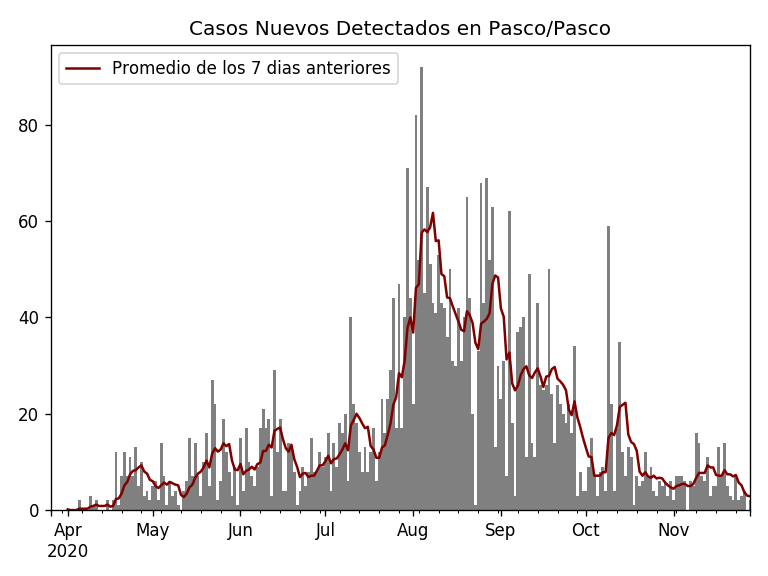 Casos Nuevos Detectados en Pasco/Pasco
Promedio de los 7 dias anteriores
80
60
40
20
0
Apr May Jun Jul Aug Sep Oct Nov
2020